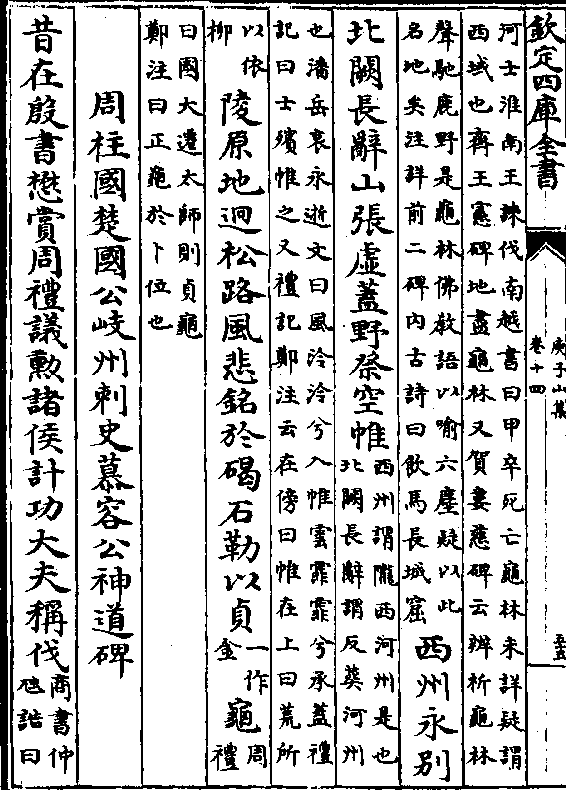 欽定四庫全書
庾子山集
卷十四
河士淮南王諫伐南越書曰甲卒死亡龜林未詳疑謂
西域也齊王憲碑地盡龜林又賀婁慈碑云辨析龜林
聲馳鹿野是龜林佛教語以喻六塵疑以此
名地矣注詳前二碑内古詩曰飲馬長城窟
西州永别
北闕長辭山張虛蓋野祭空帷
西州謂隴西河州是也
北闕長辭謂反葬河州
也潘岳哀永逝文曰風泠泠兮入帷雲霏霏兮承蓋禮
記曰士殯帷之又禮記鄭注云在傍曰帷在上曰荒所
以依
柳
陵原地迥松路風悲銘於碣石勒以貞
一作
金
龜
周
禮
曰國大遷太師則貞龜
鄭注曰正龜於卜位也
周柱國楚國公岐州刺史慕容公神道碑
昔在殷書懋賞周禮議勲諸侯計功大夫稱伐
商書仲
虺誥曰